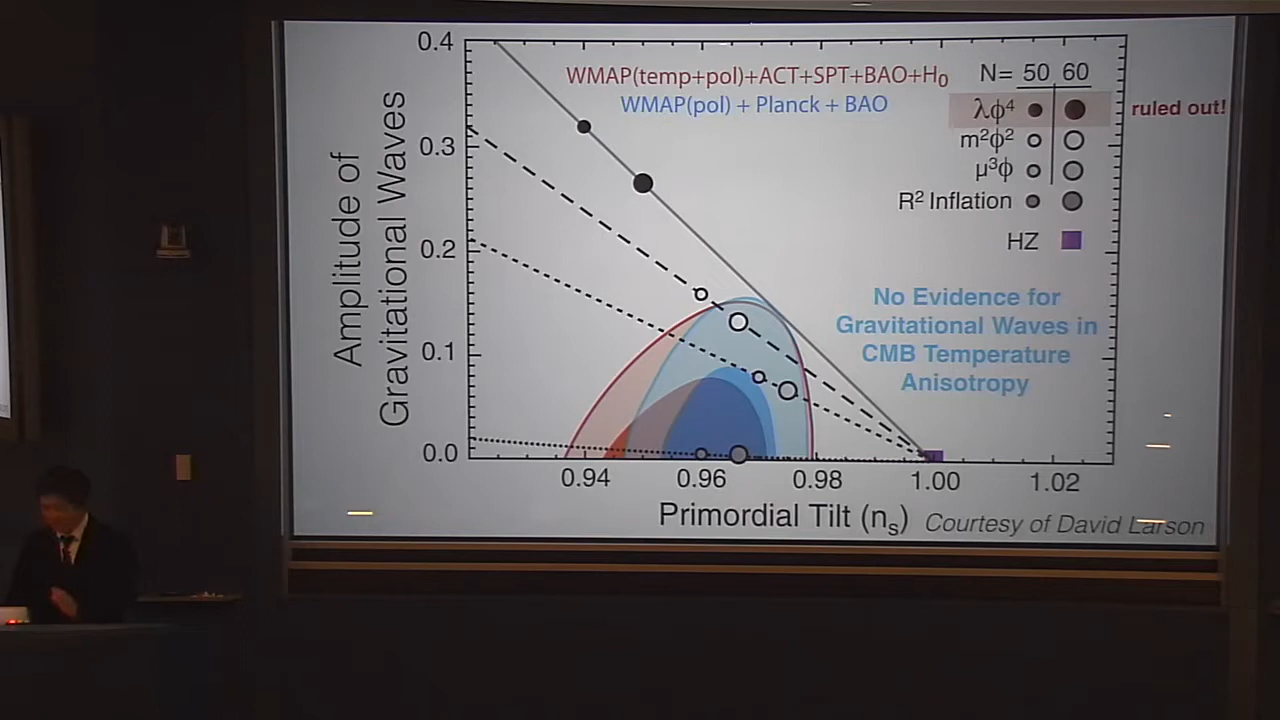 0.4
0.3
0.2
0.1
0.0
Amplitude of
Gravitational Waves
WMAP(temp+pol)+ACT+SPT+BAO+H₀
WMAP(pol) + Planck + BAO
N= 50 60
λϕ⁴
ruled out!
m²ϕ²
μ³ϕ
R² Inflation
HZ
No Evidence for
Gravitational Waves in
CMB Temperature
Anisotropy
0.94 0.96 0.98 1.00 1.02
Primordial Tilt (nₛ)
Courtesy of David Larson